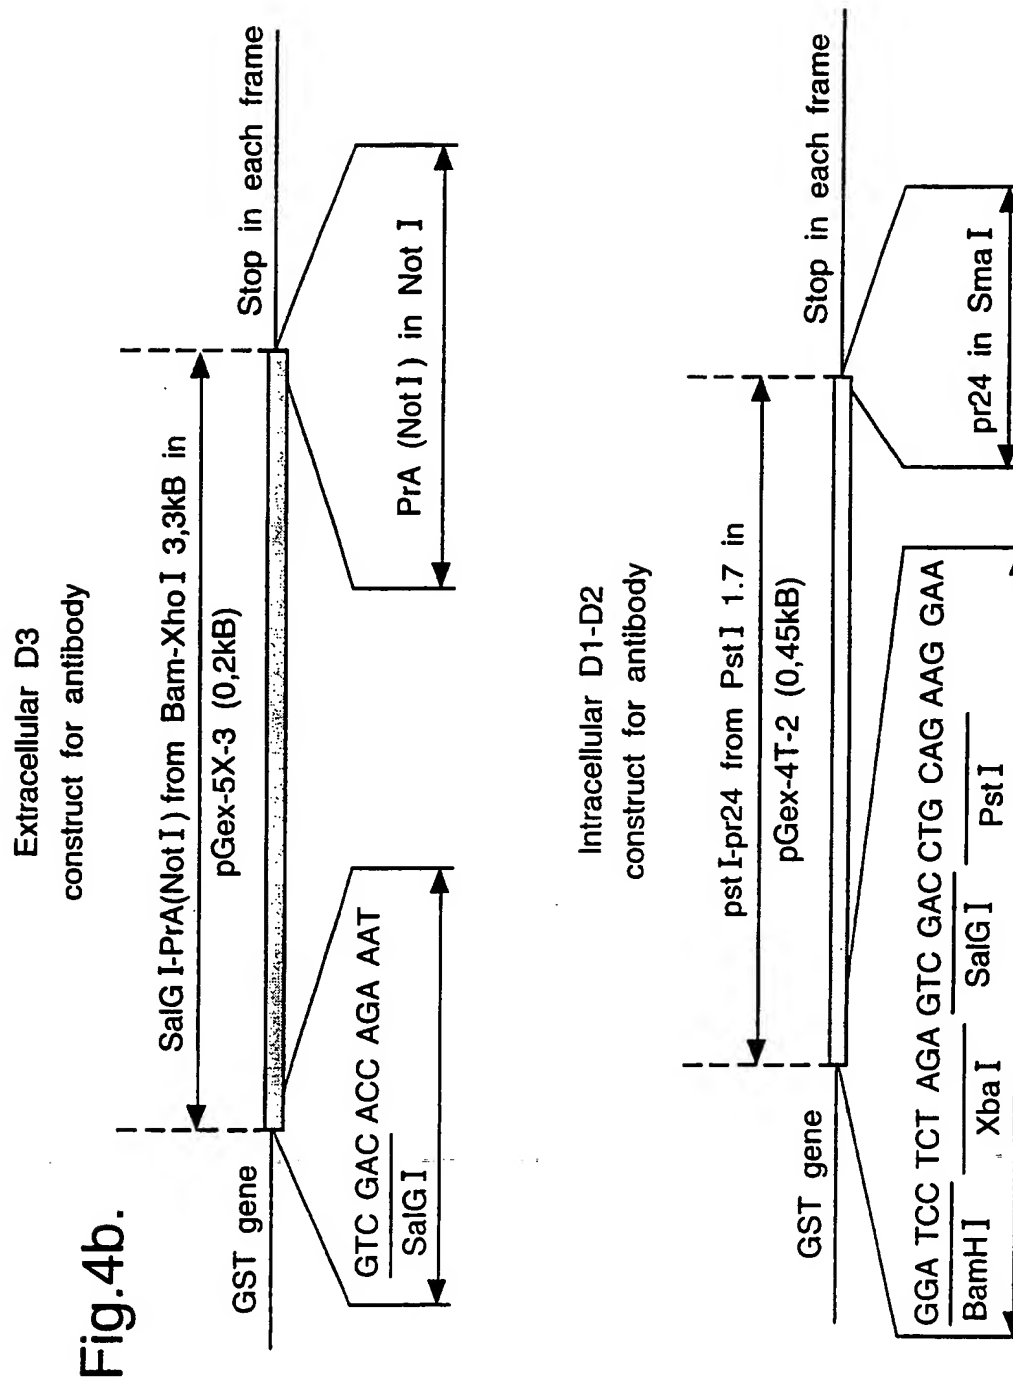 Fig.4b.
Extracellular D3
construct for antibody
SalG I-PrA(Not I) from Bam-Xho I 3,3kB in
pGex-5X-3 (0,2kB)
GST gene
Stop in each frame
GTC GAC ACC AGA AAT
SalG I
PrA (Not I) in Not I
Intracellular D1-D2
construct for antibody
pst I-pr24 from Pst I 1.7 in
pGex-4T-2 (0,45kB)
GST gene
Stop in each frame
GGA TCC TCT AGA GTC GAC CTG CAG AAG GAA
BamH I
Xba I
SalG I
Pst I
pr24 in Sma I